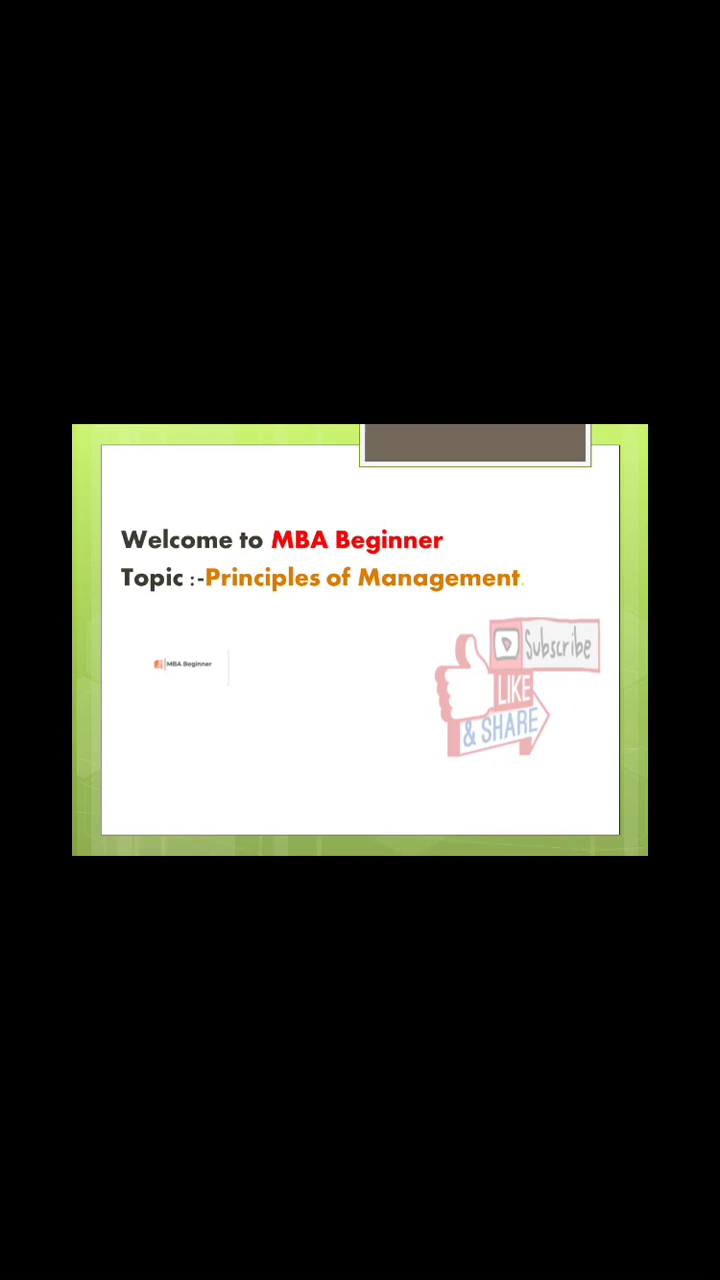 Welcome to MBA Beginner
Topic :-Principles of Management.
Subscribe
MBA Beginner
LIKE
& SHARE